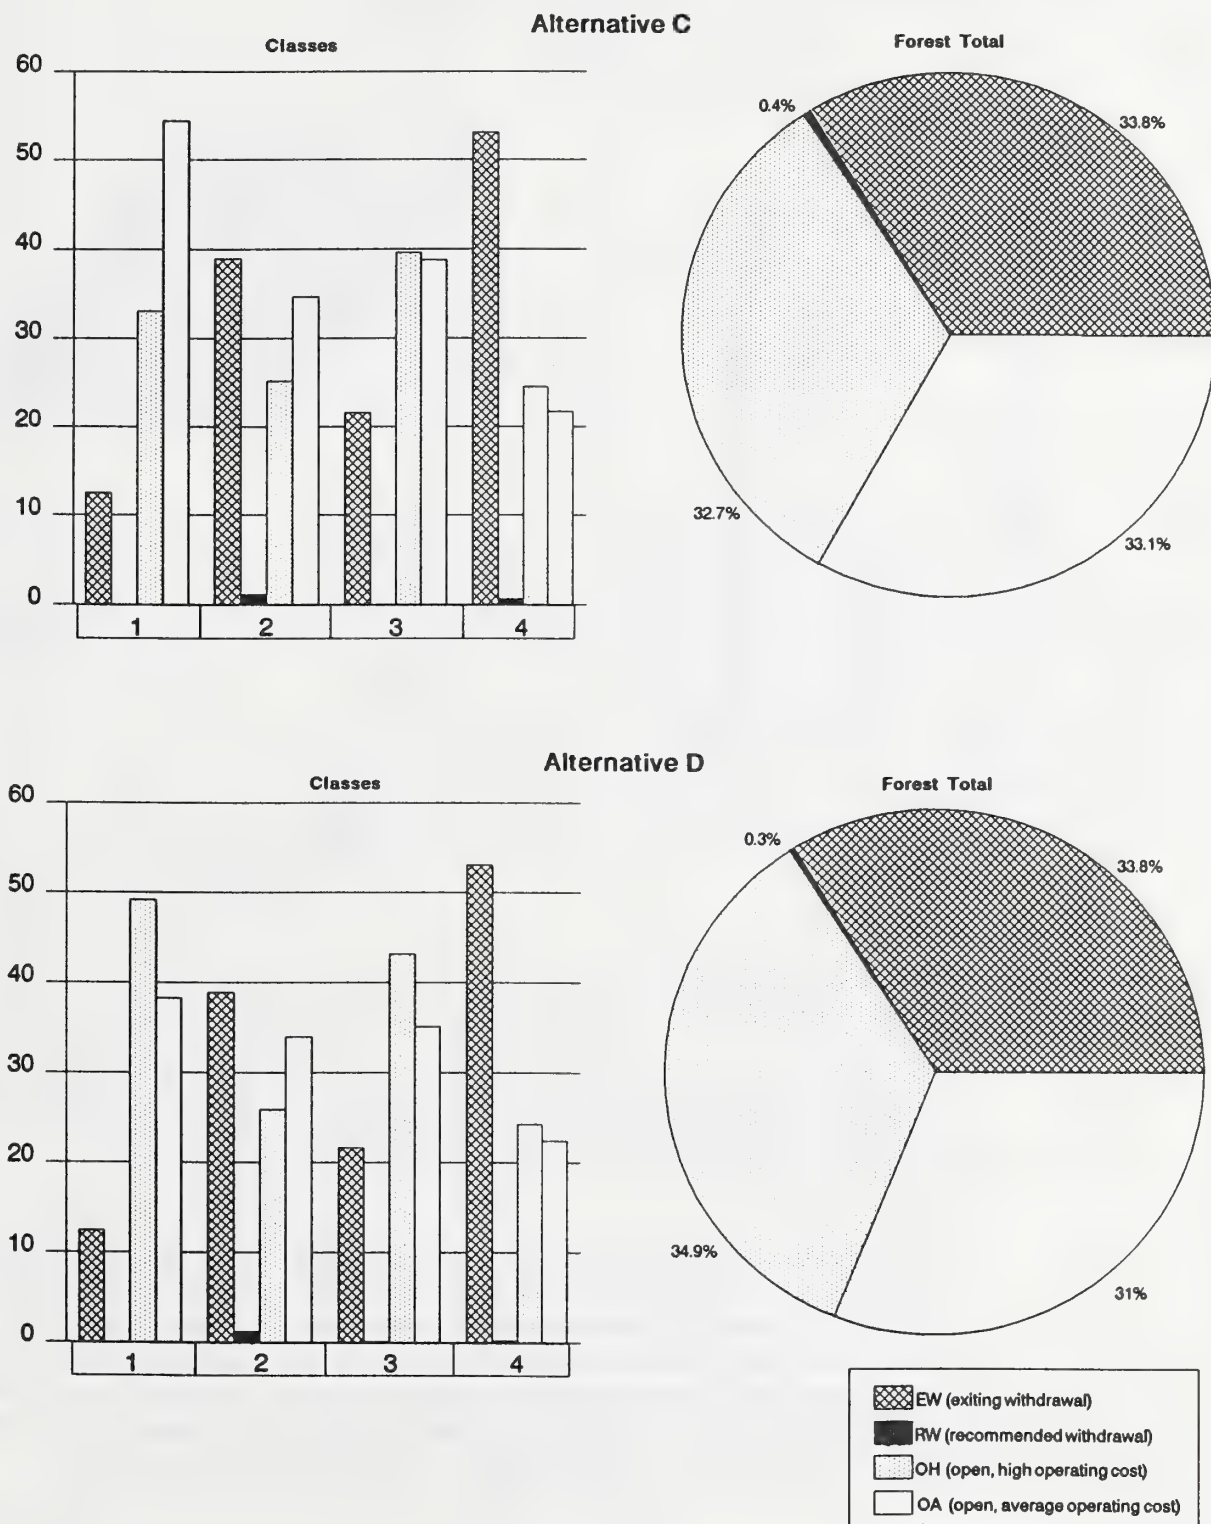 Alternative C
Classes
Forest Total
60
50
40
30
20
10
0
1 2 3 4
0.4%
33.8%
32.7%
33.1%
Alternative D
Classes
Forest Total
60
50
40
30
20
10
0
1 2 3 4
0.3%
33.8%
34.9%
31%
EW (exiting withdrawal)
RW (recommended withdrawal)
OH (open, high operating cost)
OA (open, average operating cost)